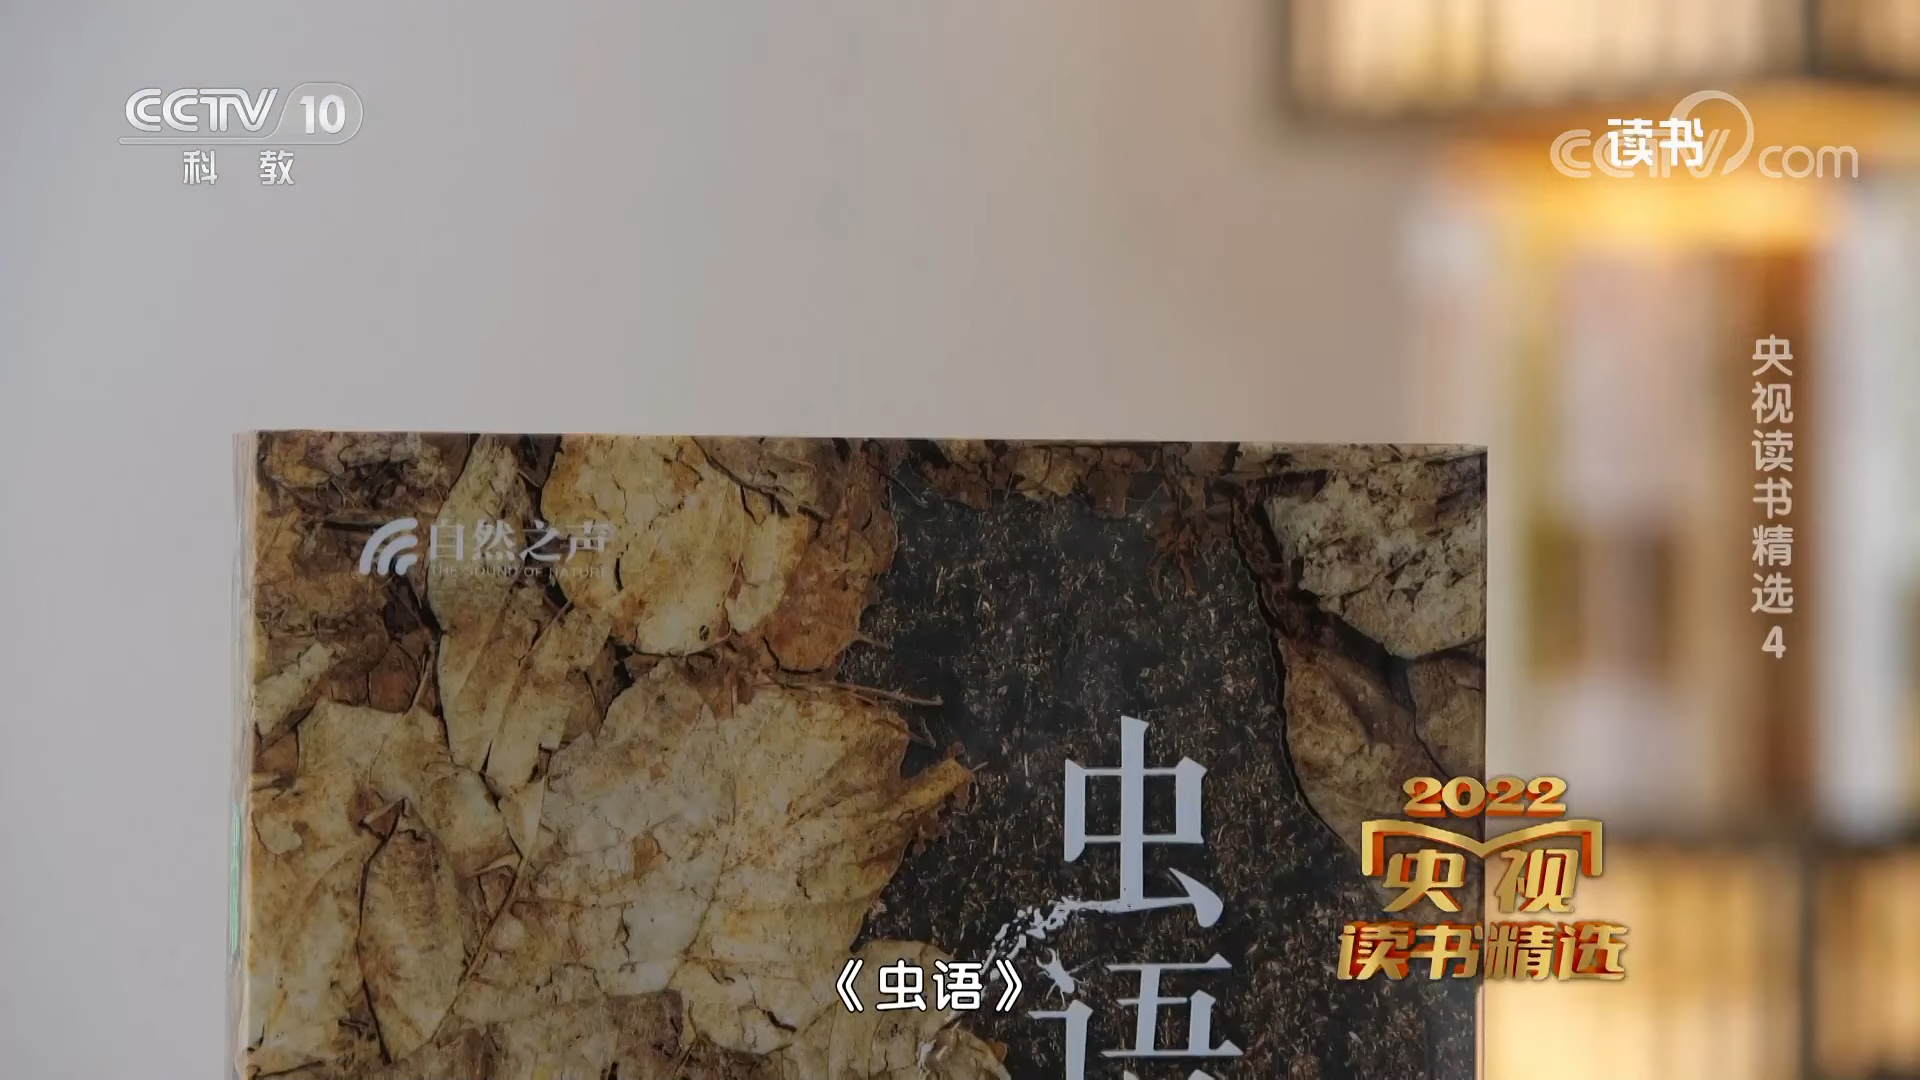 CCTV 10
科 教
读书
CCTV com
央视读书精选 4
自然之声
THE SOUND OF NATURE
虫语
2022
央视
读书精选
《虫语》